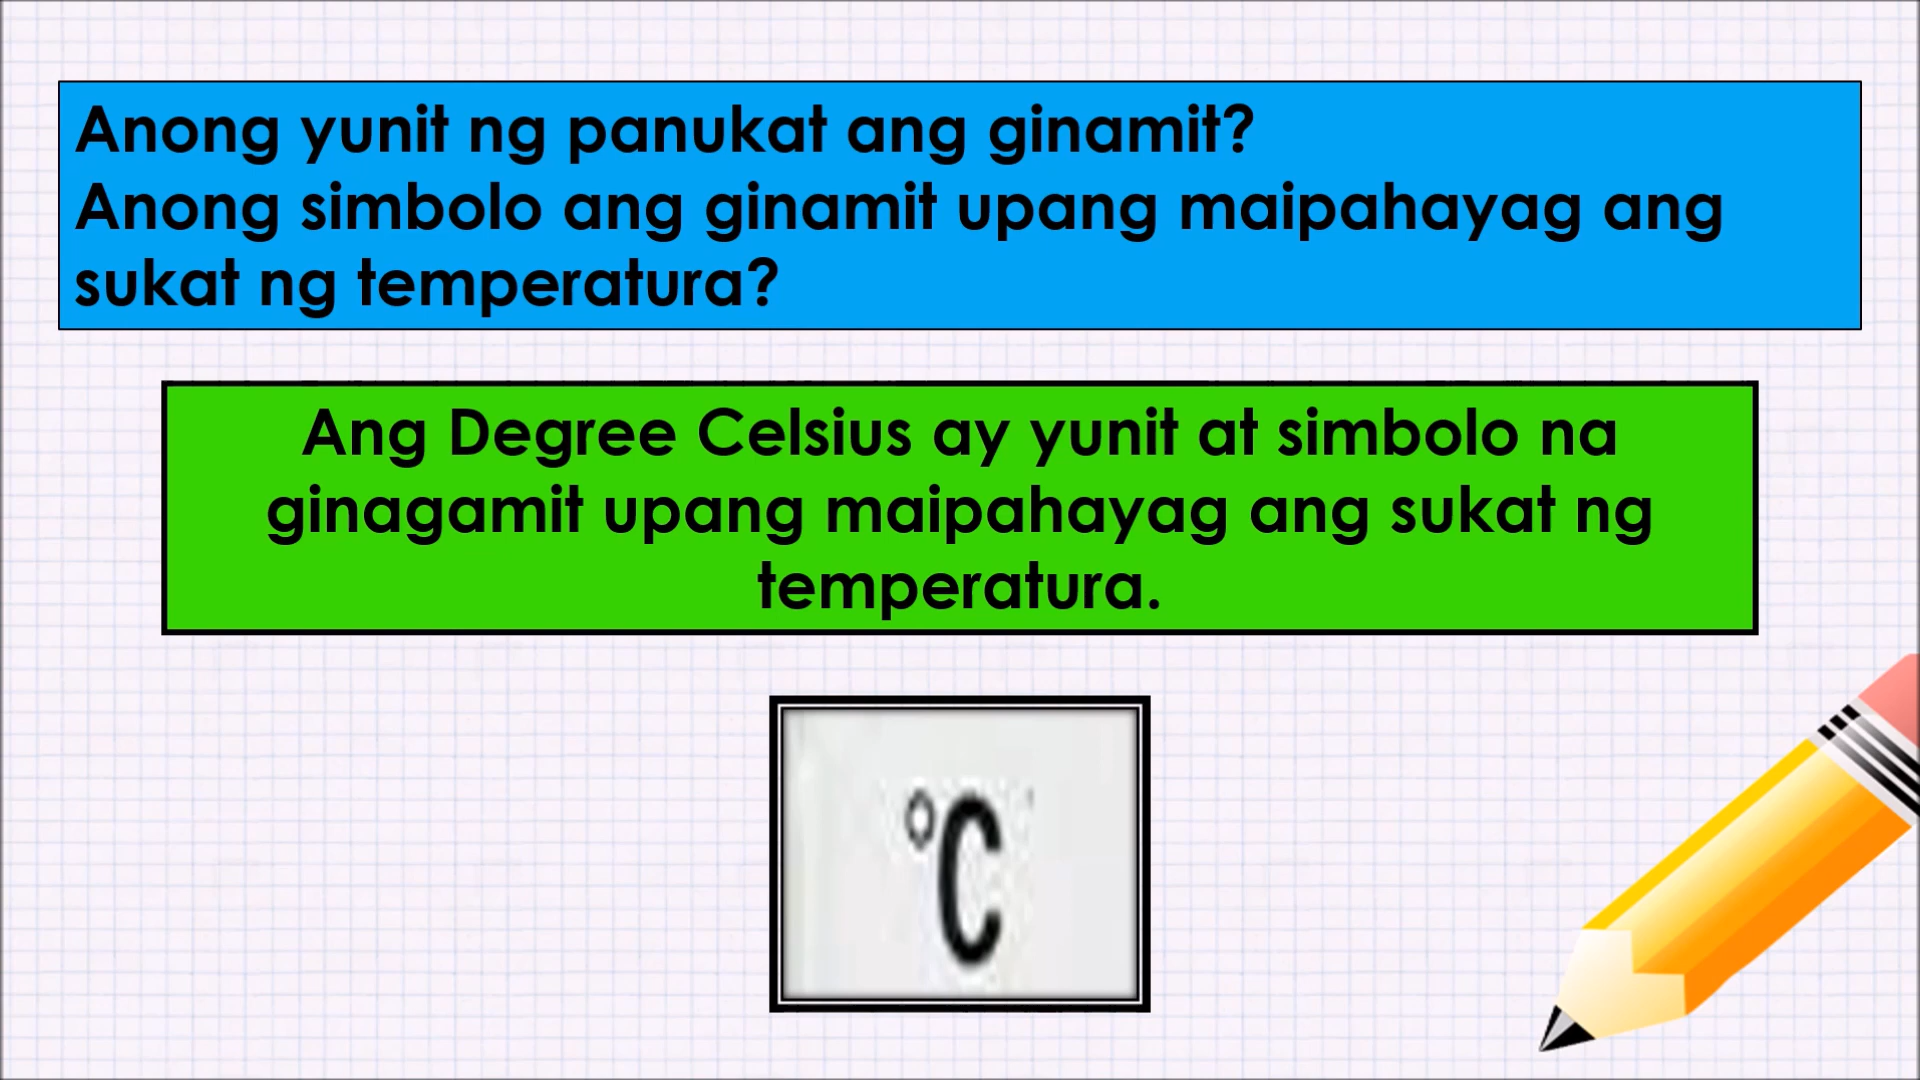 Anong yunit ng panukat ang ginamit?
Anong simbolo ang ginamit upang maipahayag ang
sukat ng temperatura?
Ang Degree Celsius ay yunit at simbolo na
ginagamit upang maipahayag ang sukat ng
temperatura.
°C